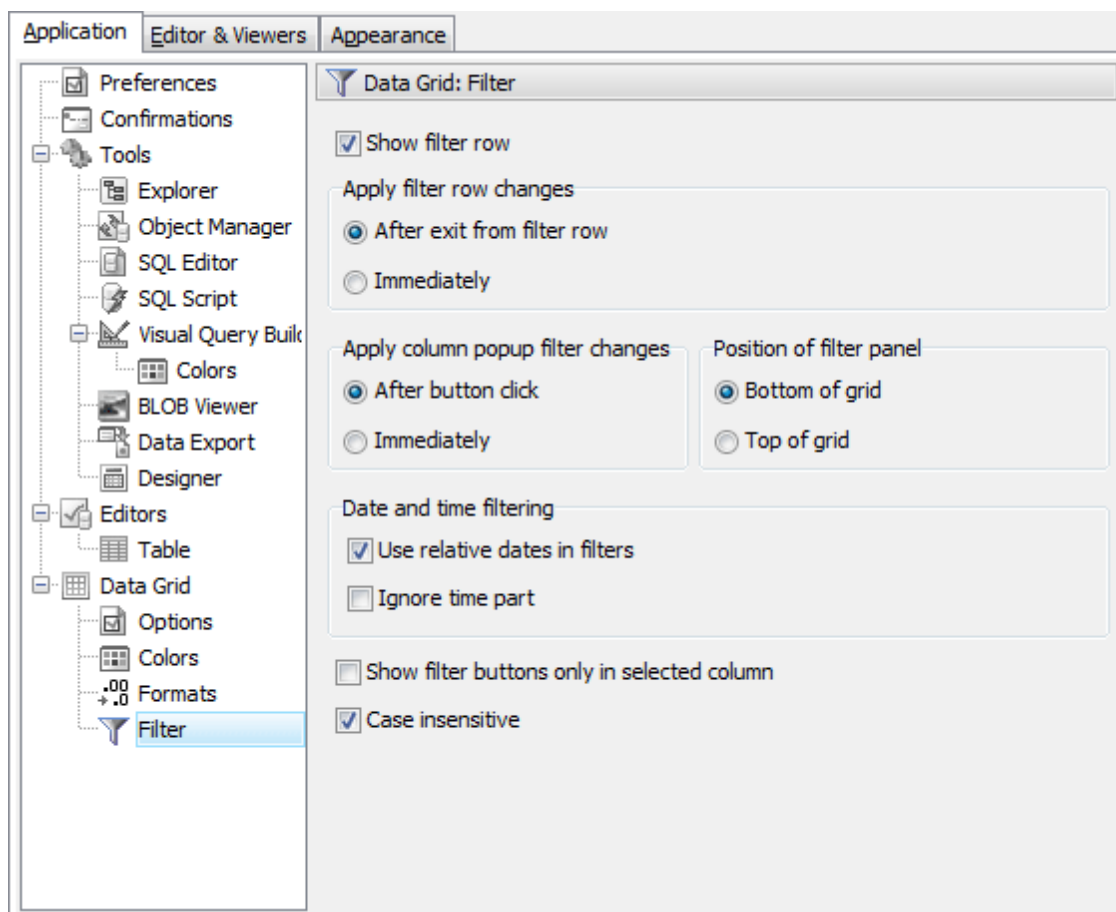 Application
Editor & Viewers
Appearance
Preferences
Confirmations
Tools
Explorer
Object Manager
SQL Editor
SQL Script
Visual Query Builc
Colors
BLOB Viewer
Data Export
Designer
Editors
Table
Data Grid
Options
Colors
Formats
Filter
Data Grid: Filter
Show filter row
Apply filter row changes
After exit from filter row
Immediately
Apply column popup filter changes
After button click
Immediately
Position of filter panel
Bottom of grid
Top of grid
Date and time filtering
Use relative dates in filters
Ignore time part
Show filter buttons only in selected column
Case insensitive